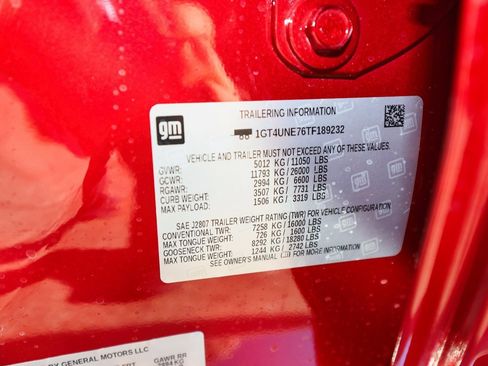 gm
TRAILERING INFORMATION
1GT4UNE76TF189232
VEHICLE AND TRAILER MUST NOT EXCEED ANY OF THESE VALUES.
GVWR: 5012 KG/11050 LBS
GCWR: 11793 KG/26000 LBS
RGAWR: 2994 KG/ 6600 LBS
CURB WEIGHT: 3507 KG/ 7731 LBS
MAX PAYLOAD: 1506 KG/ 3319 LBS
SAE J2807 TRAILER WEIGHT RATING (TWR) FOR VEHICLE CONFIGURATION
CONVENTIONAL TWR: 7258 KG/16000 LBS
MAX TONGUE WEIGHT: 726 KG/ 1600 LBS
GOOSENECK TWR: 8292 KG/18280 LBS
MAX TONGUE WEIGHT: 1244 KG/ 2742 LBS
SEE OWNER'S MANUAL FOR MORE INFORMATION
BY GENERAL MOTORS LLC
GAWR RR